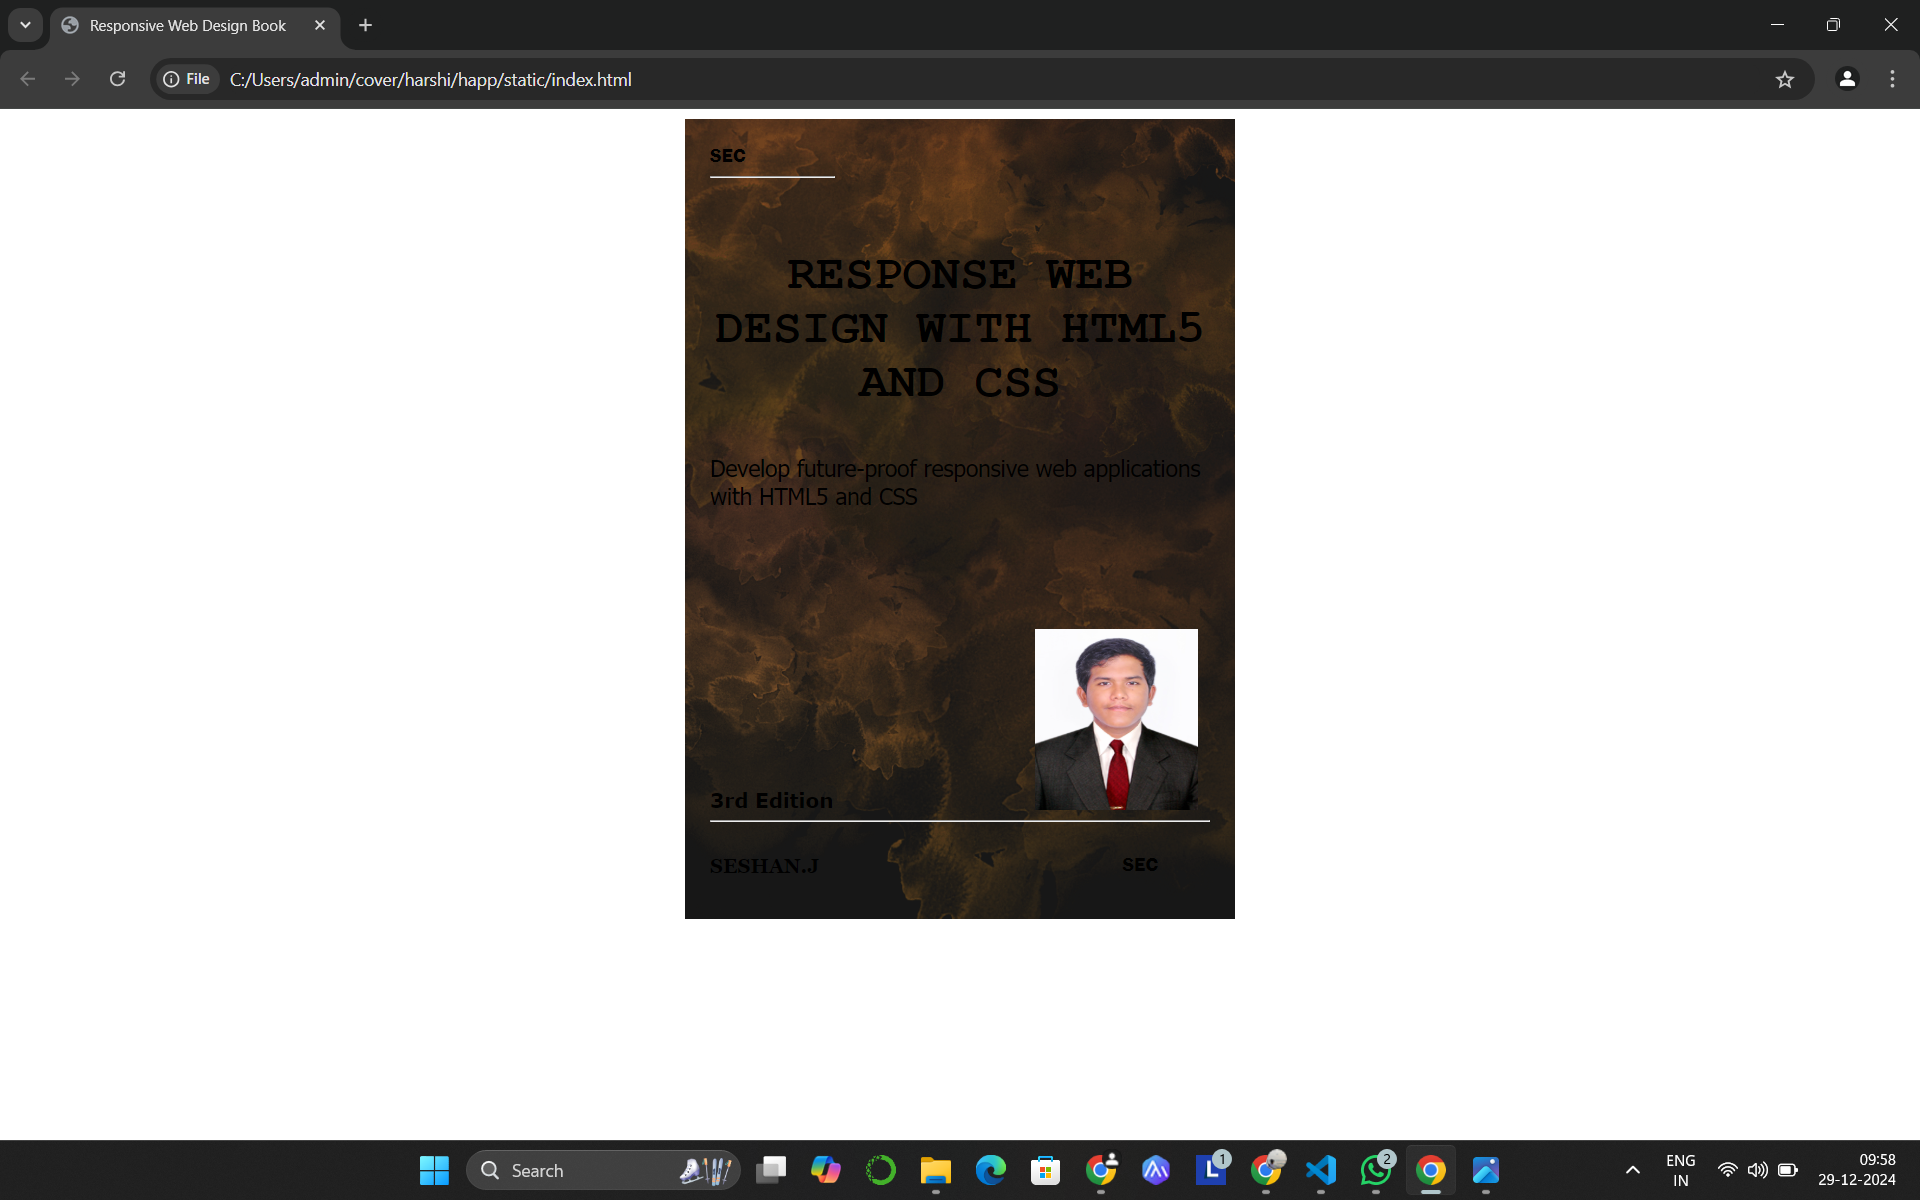 Responsive Web Design Book
File
C:/Users/admin/cover/harshi/happ/static/index.html
SEC
RESPONSE WEB
DESIGN WITH HTML5
AND CSS
Develop future-proof responsive web applications
with HTML5 and CSS
3rd Edition
SESHAN.J
SEC
Search
L
1
2
ENG
IN
09:58
29-12-2024